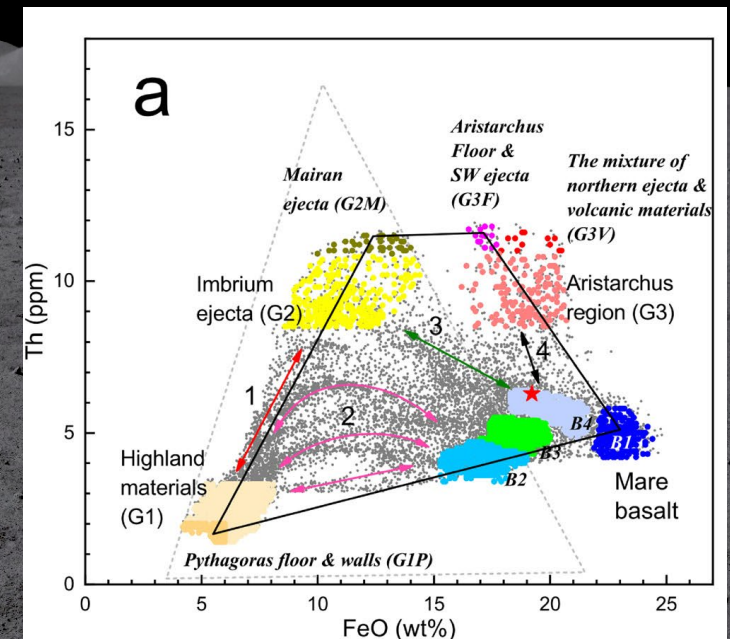 a
15
10
5
0
Th (ppm)
0
5
10
15
20
25
FeO (wt%)
Mairan
ejecta (G2M)
Aristarchus
Floor &
SW ejecta
(G3F)
The mixture of
northern ejecta &
volcanic materials
(G3V)
Imbrium
ejecta (G2)
Aristarchus
region (G3)
1
2
3
4
Highland
materials
(G1)
B4
B1
B3
B2
Mare
basalt
Pythagoras floor & walls (G1P)